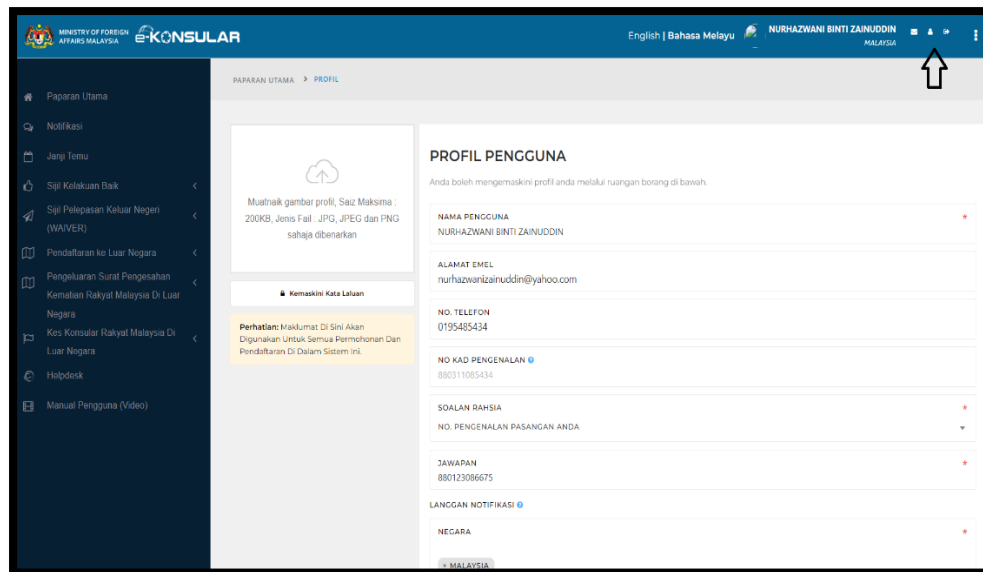 MINISTRY OF FOREIGN
AFFAIRS MALAYSIA
e-KONSULAR
English | Bahasa Melayu
NURHAZWANI BINTI ZAINUDDIN
MALAYSIA
PAPARAN UTAMA > PROFIL
Paparan Utama
Notifikasi
Janji Temu
Sijil Kelakuan Baik
Sijil Pelepasan Keluar Negeri
(WAIVER)
Pendaftaran ke Luar Negara
Pengeluaran Surat Pengesahan
Kematian Rakyat Malaysia Di Luar
Negara
Kes Konsular Rakyat Malaysia Di
Luar Negara
Helpdesk
Manual Pengguna (Video)
Muatnaik gambar profil, Saiz Maksima :
200KB, Jenis Fail : JPG, JPEG dan PNG
sahaja dibenarkan
Kemaskini Kata Laluan
Perhatian: Maklumat Di Sini Akan
Digunakan Untuk Semua Permohonan Dan
Pendaftaran Di Dalam Sistem Ini.
PROFIL PENGGUNA
Anda boleh mengemaskini profil anda melalui ruangan borang di bawah.
NAMA PENGGUNA *
NURHAZWANI BINTI ZAINUDDIN
ALAMAT EMEL
nurhazwanizainuddin@yahoo.com
NO. TELEFON
0195485434
NO KAD PENGENALAN
880311085434
SOALAN RAHSIA *
NO. PENGENALAN PASANGAN ANDA
JAWAPAN *
880123086675
LANGGAN NOTIFIKASI
NEGARA *
× MALAYSIA